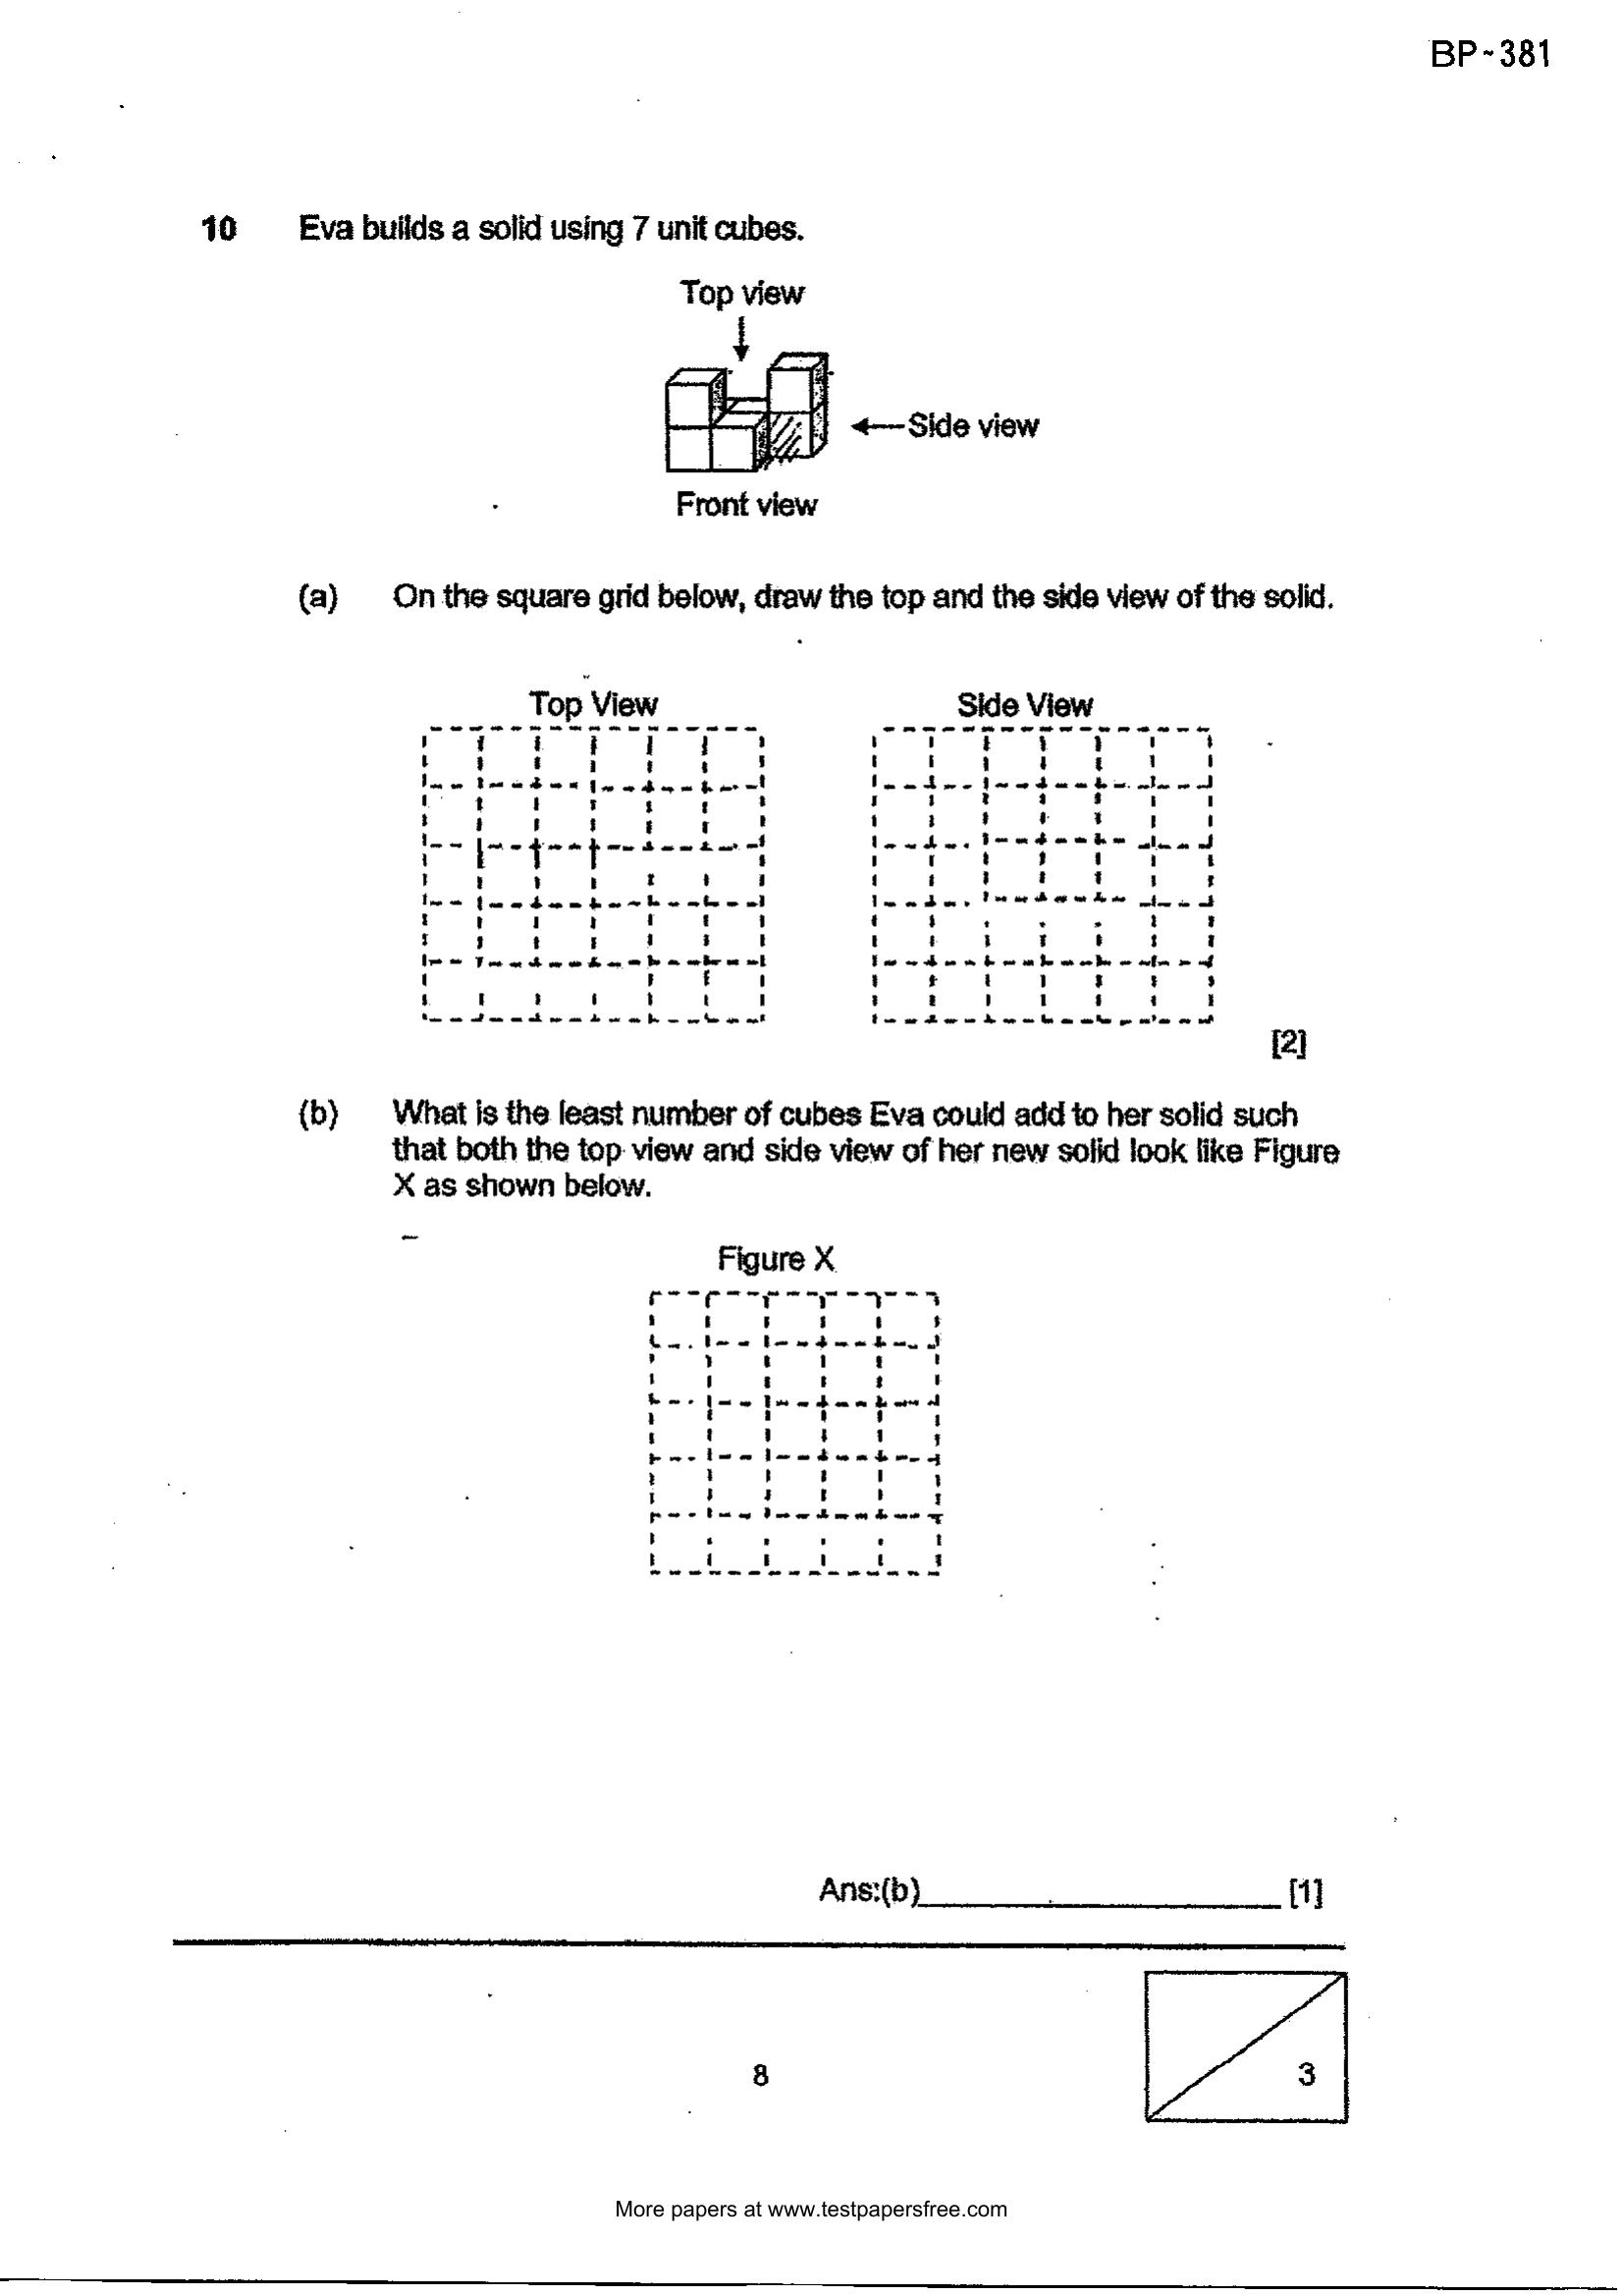 BP-381
10 Eva builds a solid using 7 unit cubes.
Top view
Side view
Front view
(a) On the square grid below, draw the top and the side view of the solid.
Top View Side View
[2]
(b) What is the least number of cubes Eva could add to her solid such
that both the top view and side view of her new solid look like Figure
X as shown below.
Figure X
Ans:(b)____________________ [1]
3
8
More papers at www.testpapersfree.com